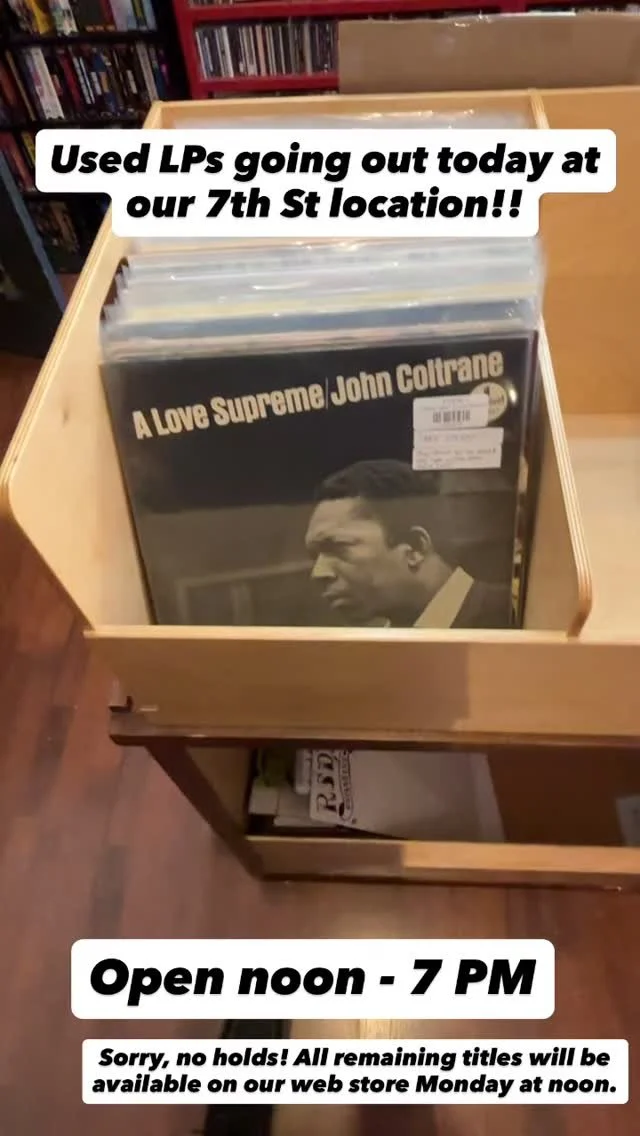 Used LPs going out today at
our 7th St location!!
A Love Supreme/John Coltrane
RSD
Open noon - 7 PM
Sorry, no holds! All remaining titles will be
available on our web store Monday at noon.